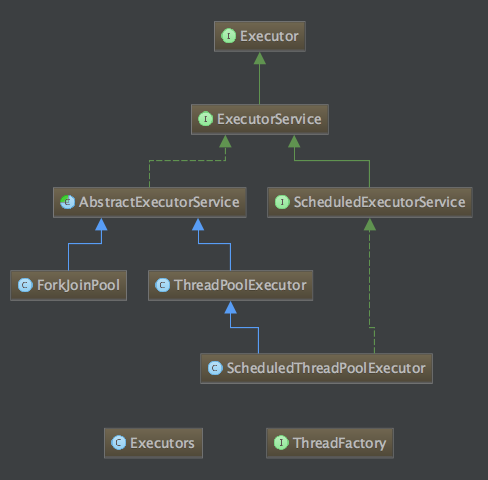 I Executor
I ExecutorService
C AbstractExecutorService
I ScheduledExecutorService
C ForkJoinPool
C ThreadPoolExecutor
C ScheduledThreadPoolExecutor
C Executors
I ThreadFactory